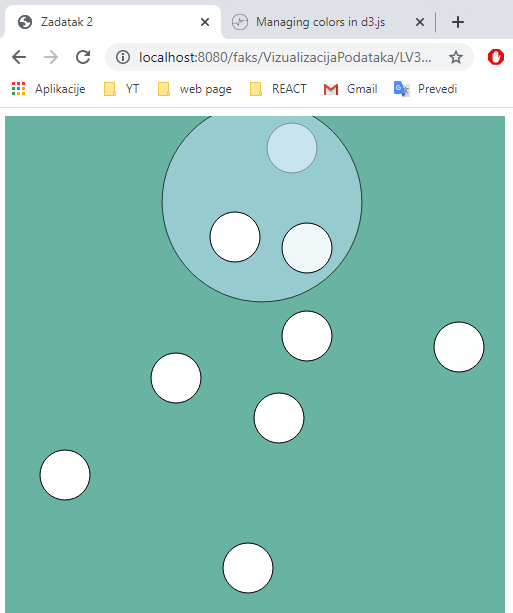 Zadatak 2
Managing colors in d3.js
localhost:8080/faks/VizualizacijaPodataka/LV3...
Aplikacije YT web page REACT Gmail Prevedi